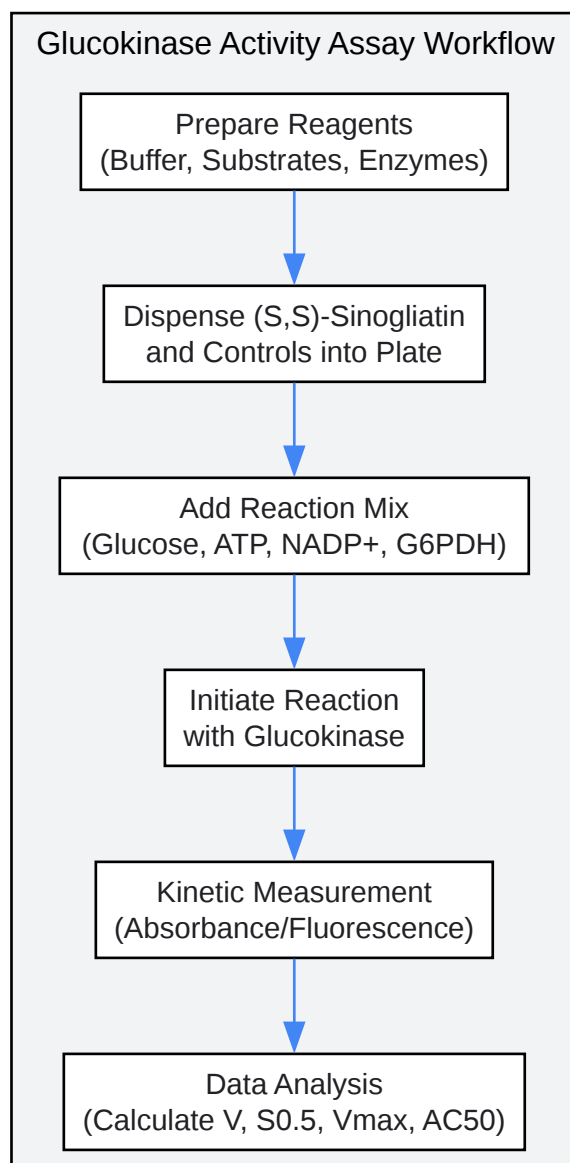 Glucokinase Activity Assay Workflow
Prepare Reagents
(Buffer, Substrates, Enzymes)
Dispense (S,S)-Sinogliatin
and Controls into Plate
Add Reaction Mix
(Glucose, ATP, NADP+, G6PDH)
Initiate Reaction
with Glucokinase
Kinetic Measurement
(Absorbance/Fluorescence)
Data Analysis
(Calculate V, S0.5, Vmax, AC50)